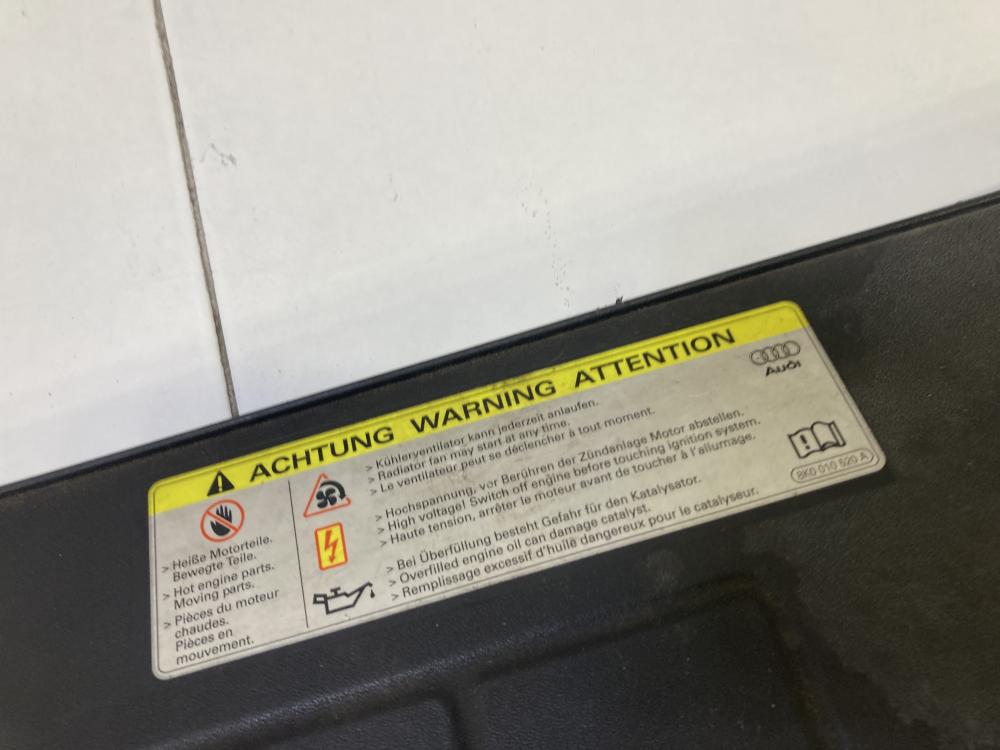 ACHTUNG WARNING ATTENTION
Audi
> Heiße Motorteile.
Bewegte Teile.
> Hot engine parts.
Moving parts.
> Pièces du moteur
chaudes.
Pièces en
mouvement.
> Kühlerventilator kann jederzeit anlaufen.
> Radiator fan may start at any time.
> Le ventilateur peut se déclencher à tout moment.
> Hochspannung, vor Berühren der Zündanlage Motor abstellen.
> High voltage! Switch off engine before touching ignition system.
> Haute tension, arrêter le moteur avant de toucher à l'allumage.
> Bei Überfüllung besteht Gefahr für den Katalysator.
> Overfilled engine oil can damage catalyst.
> Remplissage excessif d'huile dangereux pour le catalyseur.
8K0 010 520 A